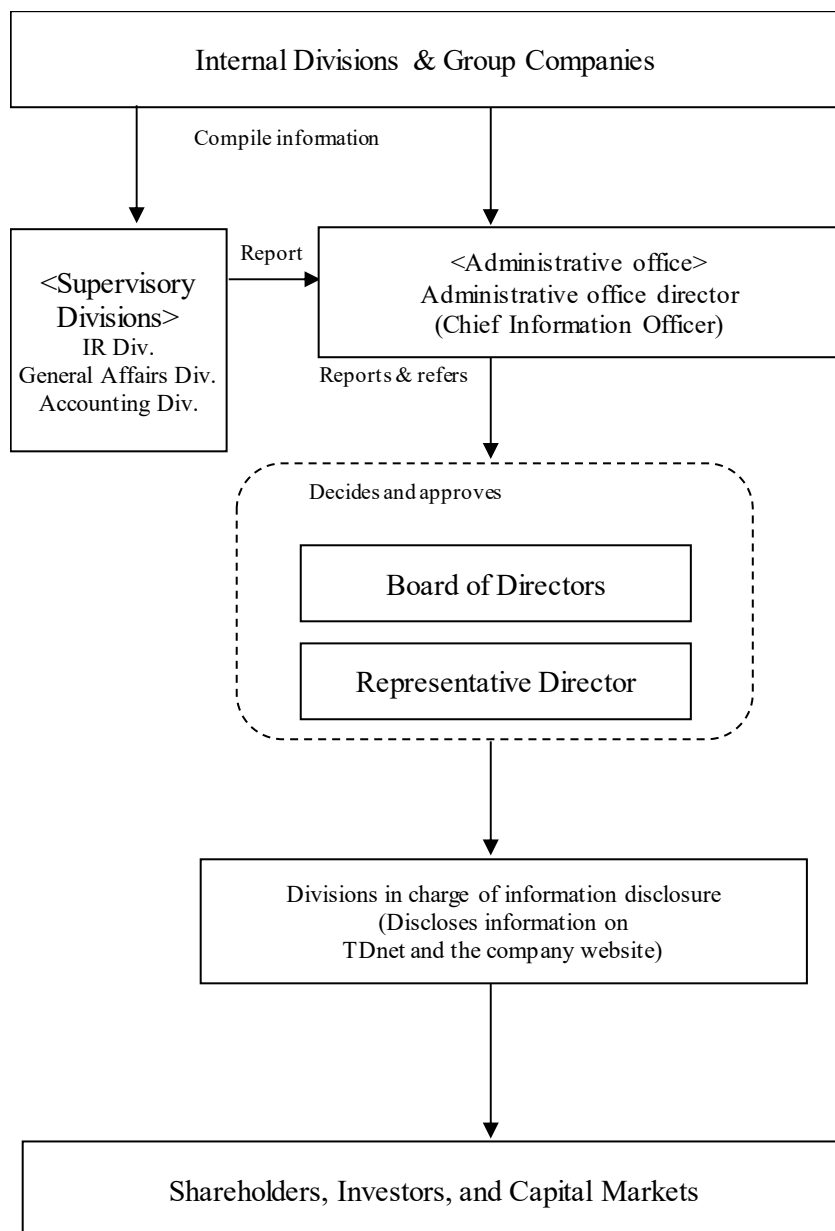 Internal Divisions & Group Companies
Compile information
<Supervisory
Divisions>
IR Div.
General Affairs Div.
Accounting Div.
Report
<Administrative office>
Administrative office director
(Chief Information Officer)
Reports & refers
Decides and approves
Board of Directors
Representative Director
Divisions in charge of information disclosure
(Discloses information on
TDnet and the company website)
Shareholders, Investors, and Capital Markets